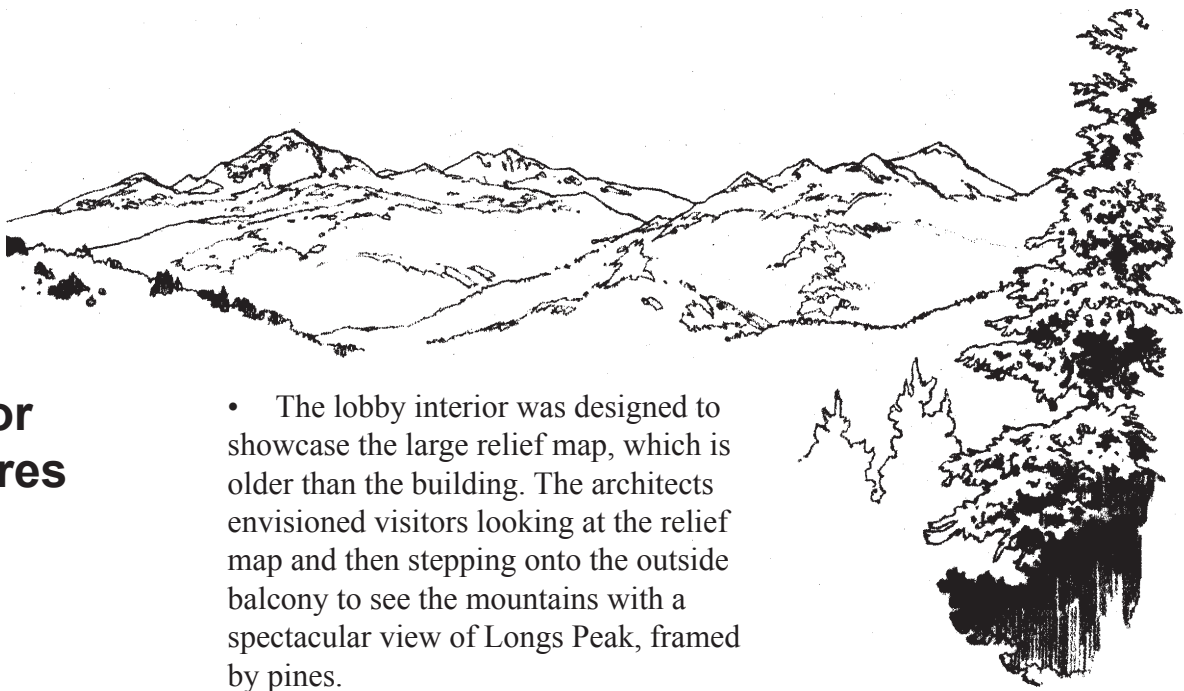 or
res
• The lobby interior was designed to
showcase the large relief map, which is
older than the building. The architects
envisioned visitors looking at the relief
map and then stepping onto the outside
balcony to see the mountains with a
spectacular view of Longs Peak, framed
by pines.